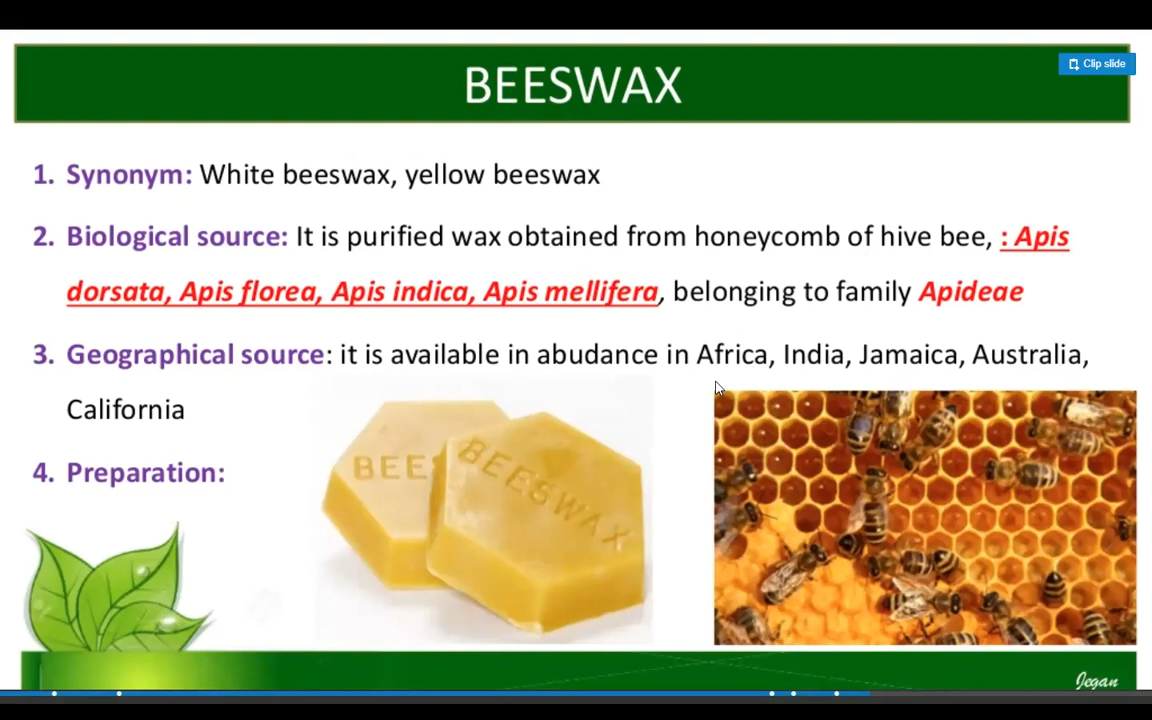 BEESWAX
Clip slide
1. Synonym: White beeswax, yellow beeswax
2. Biological source: It is purified wax obtained from honeycomb of hive bee, : Apis
dorsata, Apis florea, Apis indica, Apis mellifera, belonging to family Apideae
3. Geographical source: it is available in abudance in Africa, India, Jamaica, Australia,
California
4. Preparation:
BEES
BEESWAX
Jegan